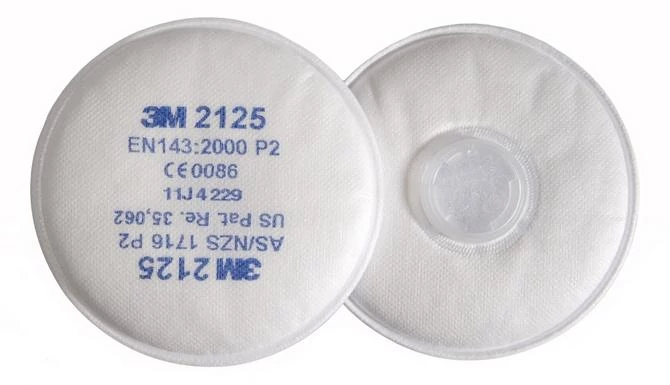 3M 2125
EN143:2000 P2
CE 0086
11J4229
US Pat. Re. 35,062
AS/NZS 1716 P2
3M 2125